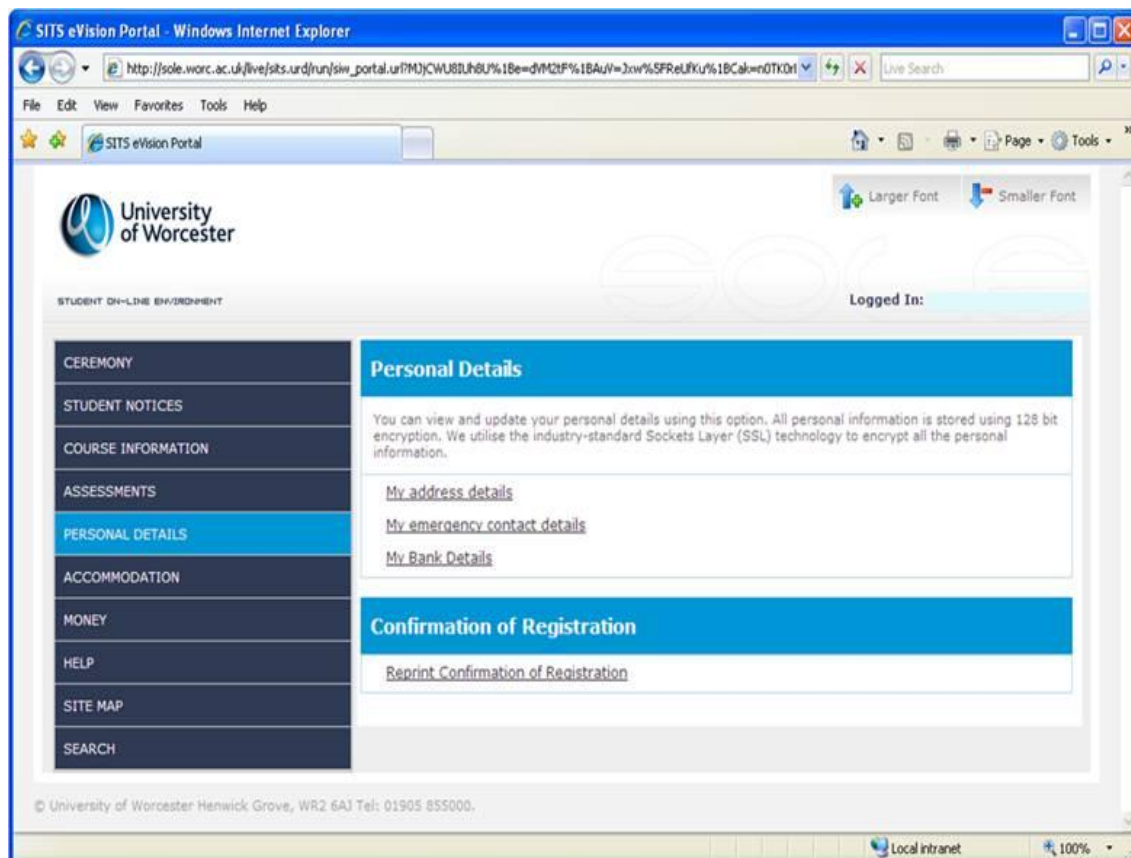 SITS eVision Portal - Windows Internet Explorer
Live Search
File Edit View Favorites Tools Help
SITS eVision Portal
Page Tools
Larger Font Smaller Font
University
of Worcester
SOLE
STUDENT ON-LINE ENVIRONMENT
Logged In:
CEREMONY
STUDENT NOTICES
COURSE INFORMATION
ASSESSMENTS
PERSONAL DETAILS
ACCOMMODATION
MONEY
HELP
SITE MAP
SEARCH
Personal Details
You can view and update your personal details using this option. All personal information is stored using 128 bit
encryption. We utilise the industry-standard Sockets Layer (SSL) technology to encrypt all the personal
information.
My address details
My emergency contact details
My Bank Details
Confirmation of Registration
Reprint Confirmation of Registration
© University of Worcester Henwick Grove, WR2 6AJ Tel: 01905 855000.
Local intranet 100%